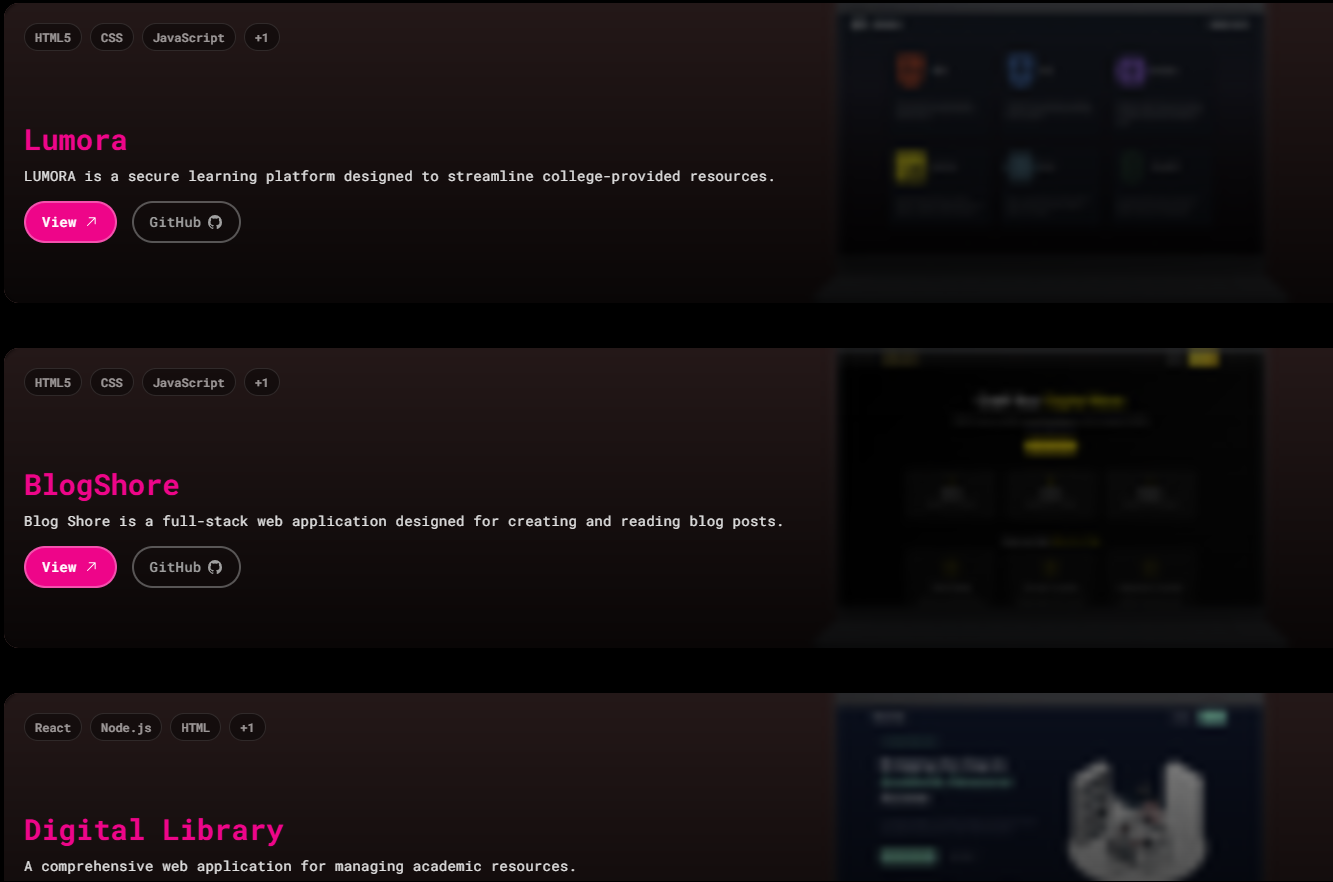 HTML5 CSS JavaScript +1
Lumora
LUMORA is a secure learning platform designed to streamline college-provided resources.
View GitHub
HTML5 CSS JavaScript +1
BlogShore
Blog Shore is a full-stack web application designed for creating and reading blog posts.
View GitHub
React Node.js HTML +1
Digital Library
A comprehensive web application for managing academic resources.